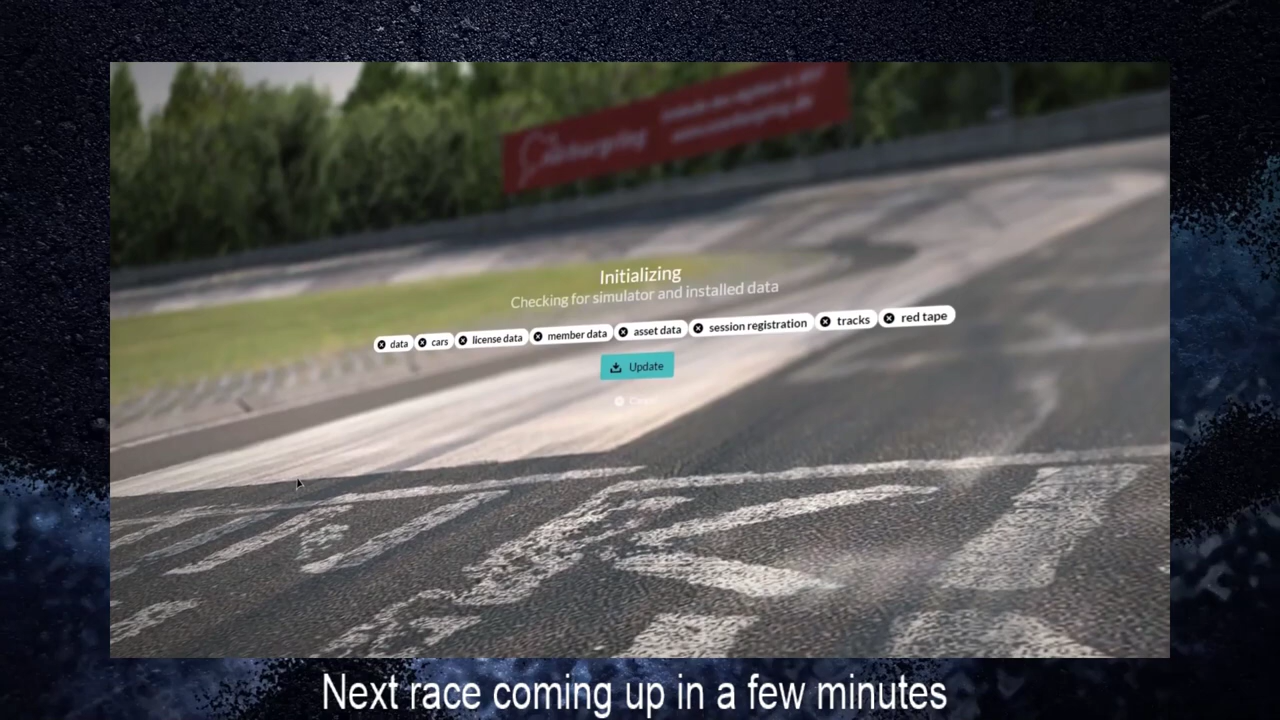 Initializing
Checking for simulator and installed data
data cars license data member data asset data session registration tracks red tape
Update
Cancel
Next race coming up in a few minutes